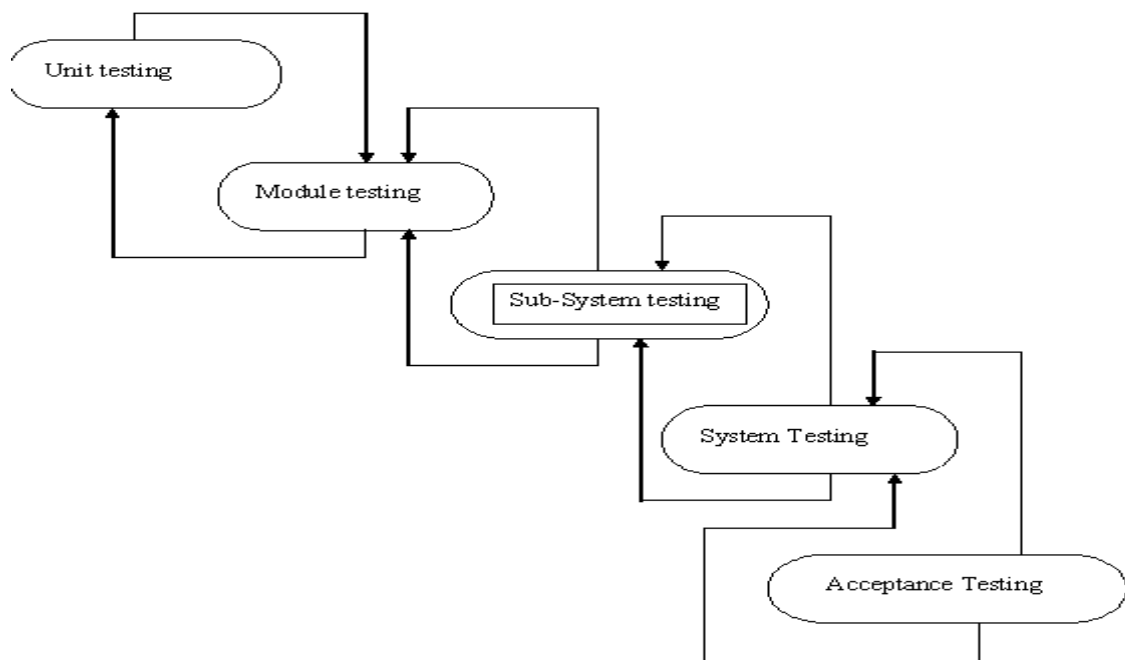 Unit testing
Module testing
Sub-System testing
System Testing
Acceptance Testing